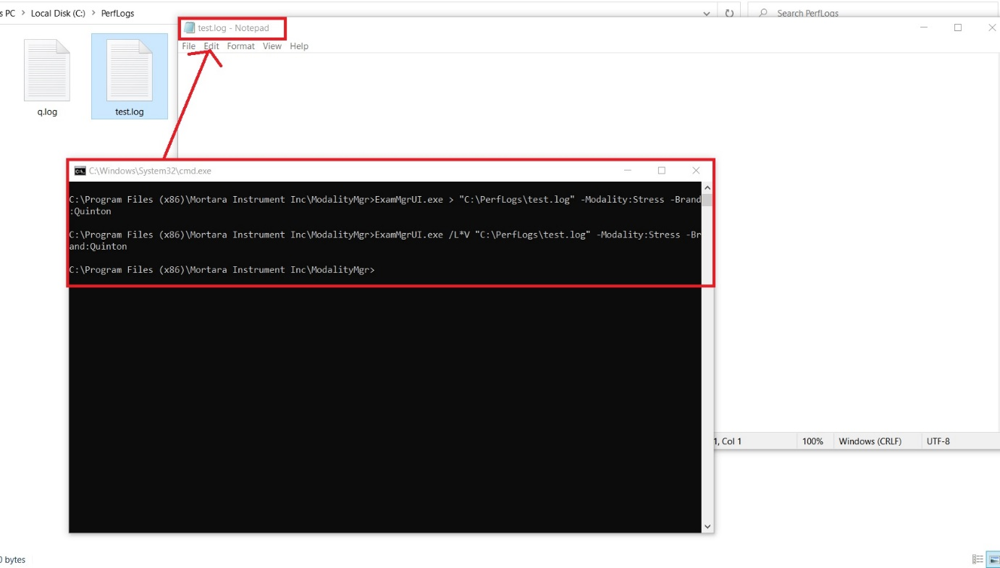 s PC > Local Disk (C:) > PerfLogs
Search PerfLogs
q.log
test.log
test.log - Notepad
File Edit Format View Help
C:\Windows\System32\cmd.exe
C:\Program Files (x86)\Mortara Instrument Inc\ModalityMgr>ExamMgrUI.exe > "C:\PerfLogs\test.log" -Modality:Stress -Brand
:Quinton
C:\Program Files (x86)\Mortara Instrument Inc\ModalityMgr>ExamMgrUI.exe /L*V "C:\PerfLogs\test.log" -Modality:Stress -Br
and:Quinton
C:\Program Files (x86)\Mortara Instrument Inc\ModalityMgr>
1, Col 1
100%
Windows (CRLF)
UTF-8
0 bytes